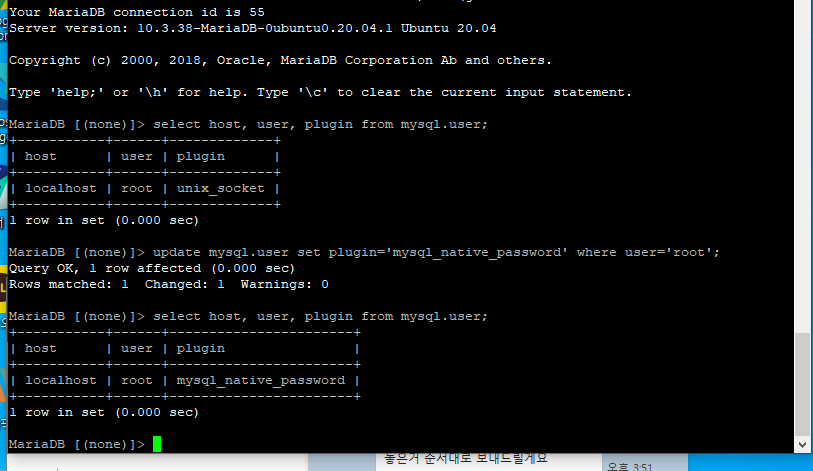 Your MariaDB connection id is 55
Server version: 10.3.38-MariaDB-0ubuntu0.20.04.1 Ubuntu 20.04
Copyright (c) 2000, 2018, Oracle, MariaDB Corporation Ab and others.
Type 'help;' or '\h' for help. Type '\c' to clear the current input statement.
MariaDB [(none)]> select host, user, plugin from mysql.user;
+-----------+------+-------------+
| host      | user | plugin      |
+-----------+------+-------------+
| localhost | root | unix_socket |
+-----------+------+-------------+
1 row in set (0.000 sec)
MariaDB [(none)]> update mysql.user set plugin='mysql_native_password' where user='root';
Query OK, 1 row affected (0.000 sec)
Rows matched: 1  Changed: 1  Warnings: 0
MariaDB [(none)]> select host, user, plugin from mysql.user;
+-----------+------+-----------------------+
| host      | user | plugin                |
+-----------+------+-----------------------+
| localhost | root | mysql_native_password |
+-----------+------+-----------------------+
1 row in set (0.000 sec)
MariaDB [(none)]>
놓은거 순서대로 보내드릴게요
오후 3:51